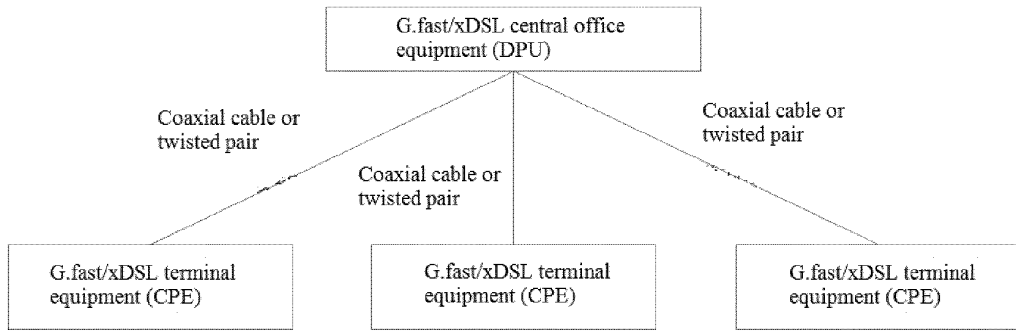 G.fast/xDSL central office
equipment (DPU)
Coaxial cable or
twisted pair
Coaxial cable or
twisted pair
Coaxial cable or
twisted pair
G.fast/xDSL terminal
equipment (CPE)
G.fast/xDSL terminal
equipment (CPE)
G.fast/xDSL terminal
equipment (CPE)